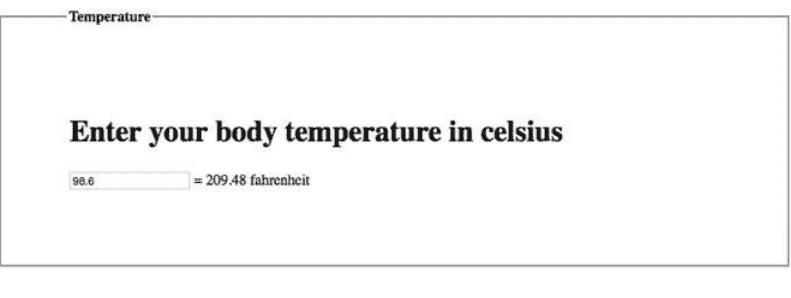 Temperature
Enter your body temperature in celsius
98.6 = 209.48 fahrenheit